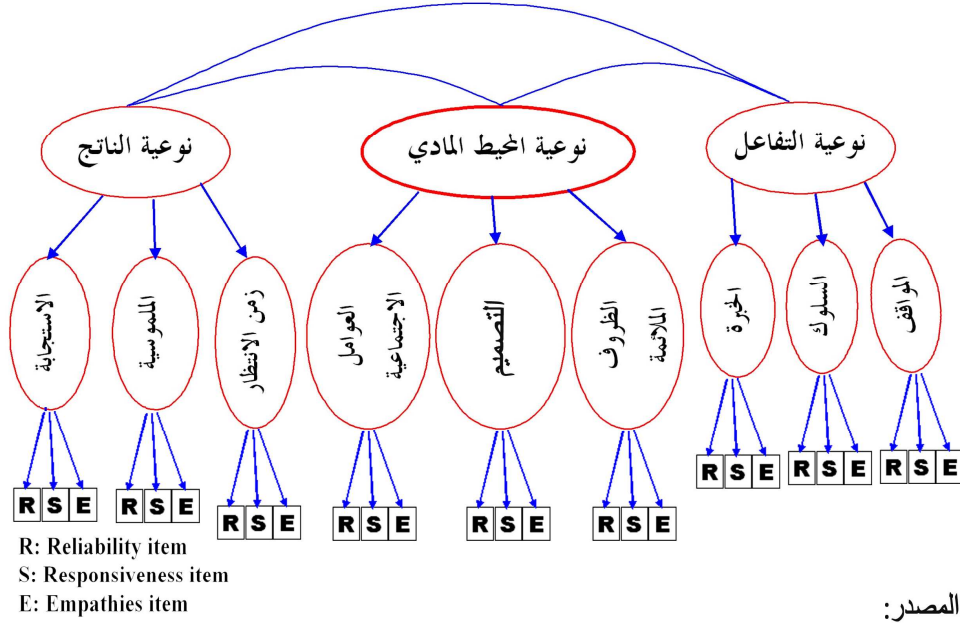 نوعية التفاعل
نوعية المحيط المادي
نوعية الناتج
المواقف
السلوك
الخبرة
الظروف
الملائمة
التصميم
العوامل
الاجتماعية
زمن الانتظار
الملموسية
الاستجابة
R S E
R S E
R S E
R S E
R S E
R S E
R S E
R S E
R S E
R: Reliability item
S: Responsiveness item
E: Empathies item
المصدر: